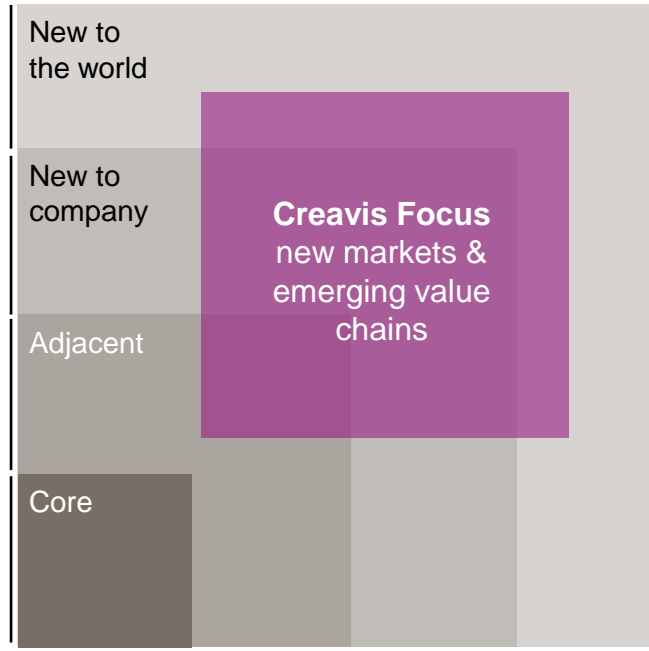 New to
the world
New to
company
Creavis Focus
new markets &
emerging value
chains
Adjacent
Core